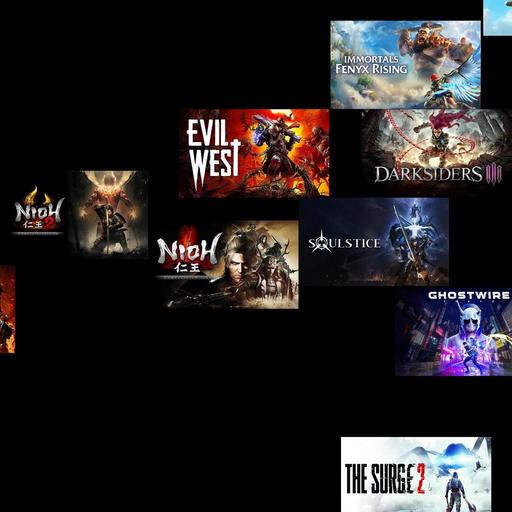 IMMORTALS
FENYX RISING
EVIL
WEST
DARKSIDERS III
NIOH 2
仁王
NIOH
仁王
SOULSTICE
GHOSTWIRE
THE SURGE 2